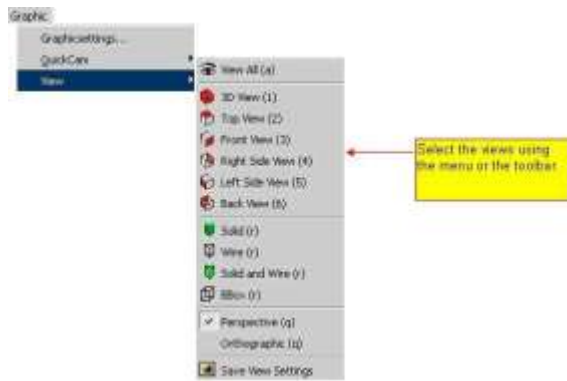 Graphic
Graphicsettings...
QuickCam
View
View All (a)
3D View (1)
Top View (2)
Front View (3)
Right Side View (4)
Left Side View (5)
Back View (6)
Solid (r)
Wire (r)
Solid and Wire (r)
BBox (r)
Perspective (q)
Orthographic (q)
Save View Settings
Select the views using
the menu or the toolbar